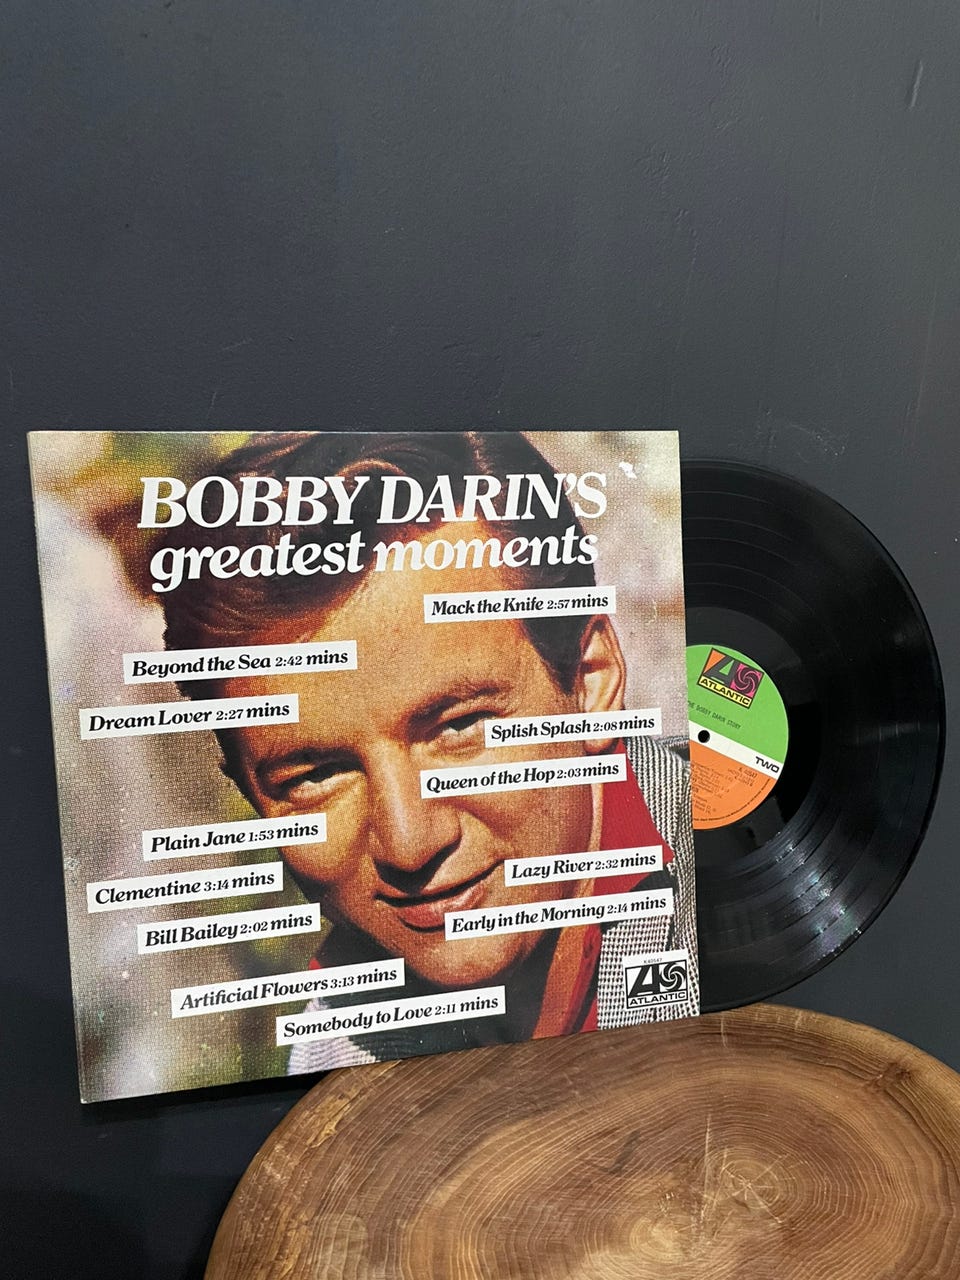 BOBBY DARIN'S
greatest moments
Mack the Knife 2:57 mins
Beyond the Sea 2:42 mins
Dream Lover 2:27 mins
Splish Splash 2:08 mins
Queen of the Hop 2:03 mins
Plain Jane 1:53 mins
Lazy River 2:32 mins
Clementine 3:14 mins
Early in the Morning 2:14 mins
Bill Bailey 2:02 mins
Artificial Flowers 3:13 mins
Somebody to Love 2:11 mins
K40547
ATLANTIC
ATLANTIC
THE BOBBY DARIN STORY
TWO
K 40547